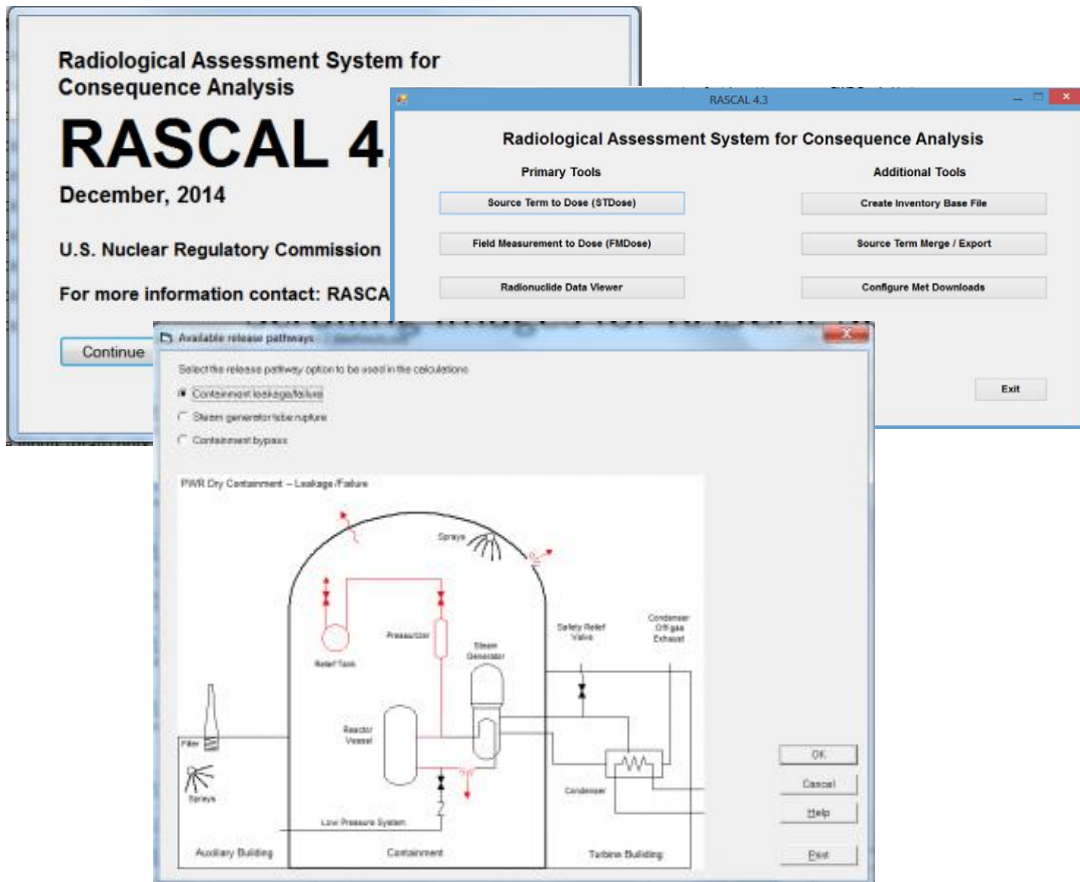 Radiological Assessment System for
Consequence Analysis
RASCAL 4.
December, 2014
U.S. Nuclear Regulatory Commission
For more information contact: RASCA
Continue
RASCAL 4.3
Radiological Assessment System for Consequence Analysis
Primary Tools
Additional Tools
Source Term to Dose (STDose)
Create Inventory Base File
Field Measurement to Dose (FMDose)
Source Term Merge / Export
Radionuclide Data Viewer
Configure Met Downloads
Exit
Available release pathways
Select the release pathway option to be used in the calculations
Containment leakage/failure
Steam generator tube rupture
Containment bypass
PWR Dry Containment – Leakage /Failure
Sprays
Pressurizer
Relief Tank
Steam
Generator
Safety Relief
Valve
Condenser
Off gas
Exhaust
Reactor
Vessel
Filter
Sprays
Condenser
Low Pressure System
Auxiliary Building
Containment
Turbine Building
OK
Cancel
Help
Print